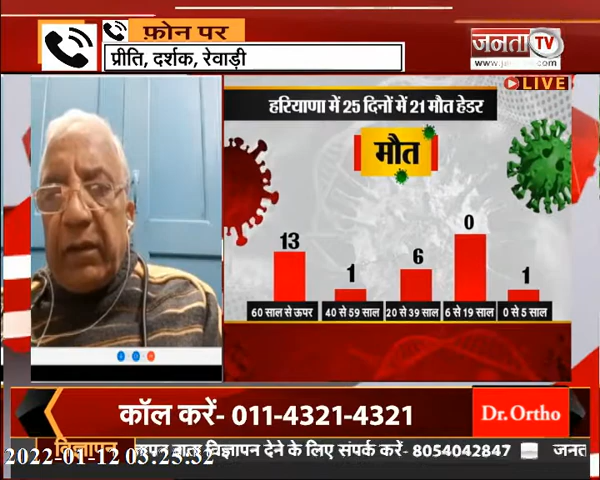 फ़ोन पर
प्रीति, दर्शक, रेवाड़ी
जनता TV
LIVE
हरियाणा में 25 दिनों में 21 मौत हेडर
मौत
13
1
6
0
1
60 साल से ऊपर
40 से 59 साल
20 से 39 साल
6 से 19 साल
0 से 5 साल
कॉल करें- 011-4321-4321
Dr. Ortho
विज्ञापन
विज्ञापन देने के लिए संपर्क करें- 8054042847
2022-01-12 03:25:32